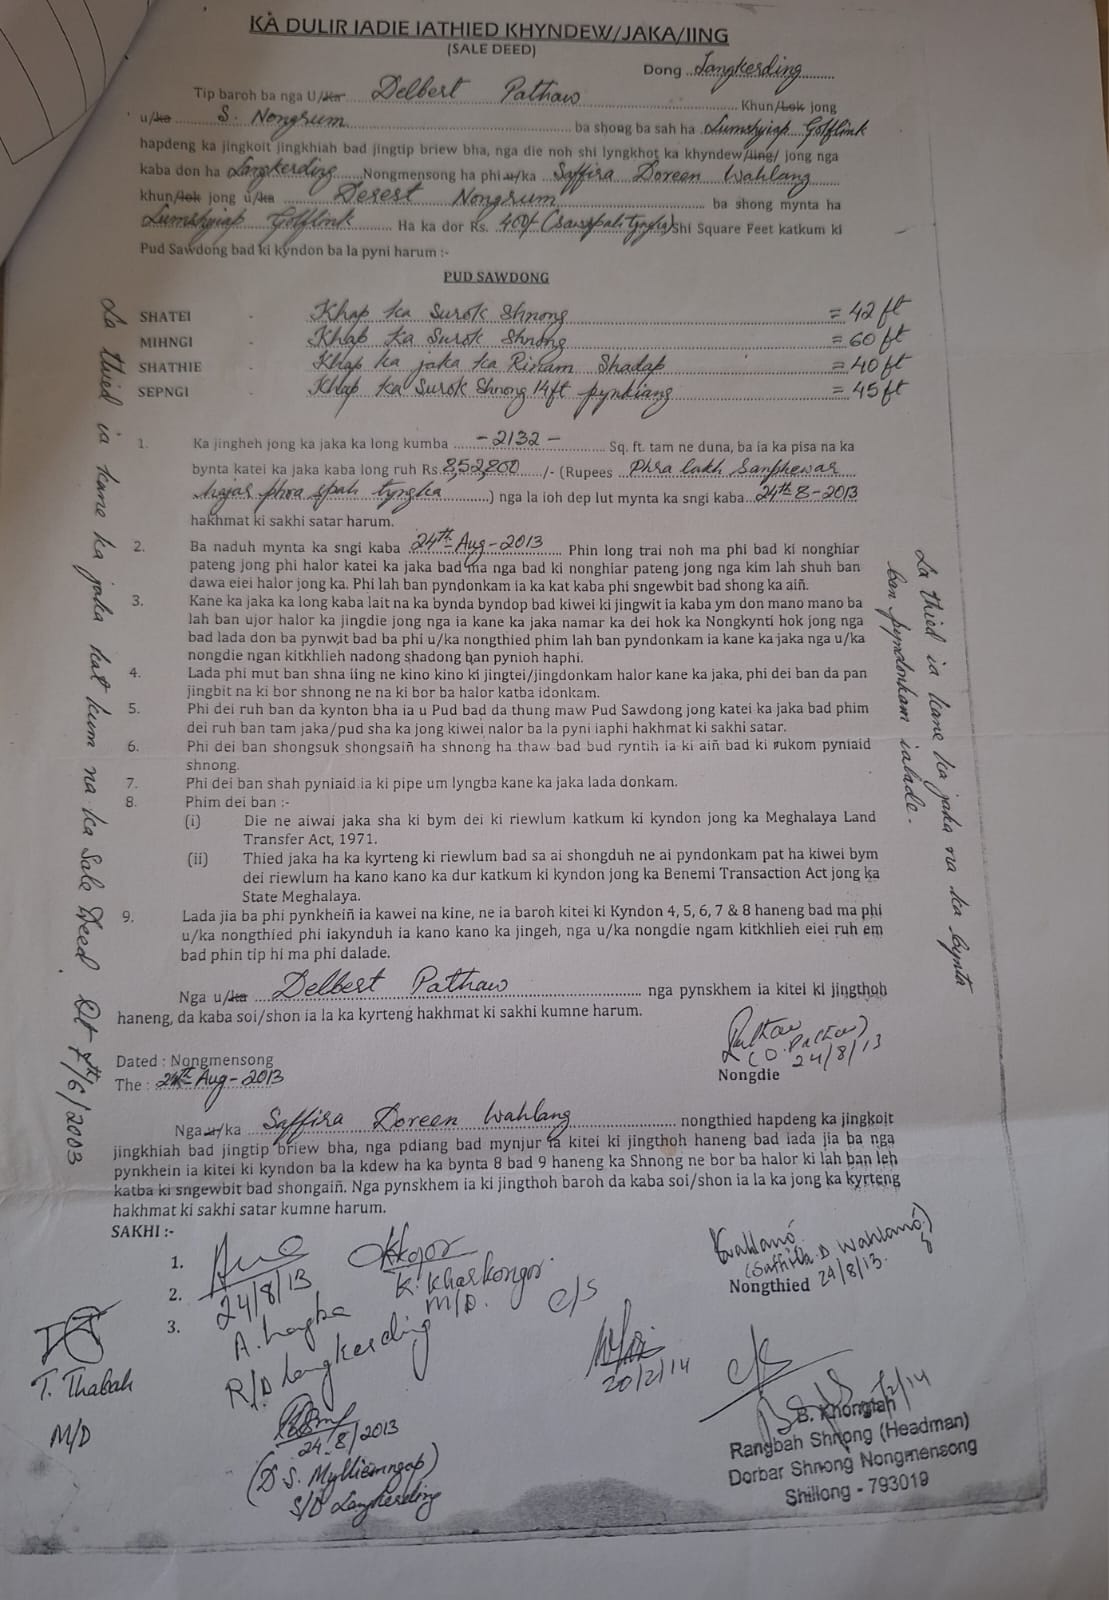 KA DULIR IADIE IATHIED KHYNDEW/JAKA/IING
(SALE DEED)
Dong Langkerding
Tip baroh ba nga U/Ka Delbert Pathaw Khun/Lok jong
u/ka S. Nongrum ba shong ba sah ha Lumshyiap Golflink
hapdeng ka jingkoit jingkhiah bad jingtip briew bha, nga die noh shi lyngkhot ka khyndew/iing/ jong nga
kaba don ha Langkerding Nongmensong ha phi u/ka Saffira Doreen Wahlang
khun/lok jong u/ka Desest Nongrum ba shong mynta ha
Lumshyiap Golflink Ha ka dor Rs. 400/- (sawspah tyngka) Shi Square Feet katkum ki
Pud Sawdong bad ki kyndon ba la pyni harum :-
PUD SAWDONG
SHATEI - Khap ka Surok Shnong = 42 ft
MIHNGI - Khap Ka Surok Shnong = 60 ft
SHATHIE - Khap ka jaka ka Rinam Shadap = 40 ft
SEPNGI - Khap ka Surok Shnong 14ft pynkiang = 45 ft
1. Ka jingheh jong ka jaka ka long kumba -2132- Sq. ft. tam ne duna, ba ia ka pisa na ka
bynta katei ka jaka kaba long ruh Rs. 8,52,800 /- (Rupees Phra lakh Sanphewar
hajar phra spah tyngka) nga la ioh dep lut mynta ka sngi kaba 24th-8-2013
hakhmat ki sakhi satar harum.
2. Ba naduh mynta ka sngi kaba 24th-Aug-2013 Phin long trai noh ma phi bad ki nonghiar
pateng jong phi halor katei ka jaka bad ma nga bad ki nonghiar pateng jong nga kim lah shuh ban
dawa eiei halor jong ka. Phi lah ban pyndonkam ia ka kat kaba phi sngewbit bad shong ka aiñ.
3. Kane ka jaka ka long kaba lait na ka bynda byndop bad kiwei ki jingwit ia kaba ym don mano mano ba
lah ban ujor halor ka jingdie jong nga ia kane ka jaka namar ka dei hok ka Nongkynti hok jong nga
bad lada don ba pynwit bad ba phi u/ka nongthied phim lah ban pyndonkam ia kane ka jaka nga u/ka
nongdie ngan kitkhlieh nadong shadong ban pynioh haphi.
4. Lada phi mut ban shna iing ne kino kino ki jingtei/jingdonkam halor kane ka jaka, phi dei ban da pan
jingbit na ki bor shnong ne na ki bor ba halor katba idonkam.
5. Phi dei ruh ban da kynton bha ia u Pud bad da thung maw Pud Sawdong jong katei ka jaka bad phim
dei ruh ban tam jaka/pud sha ka jong kiwei nalor ba la pyni iaphi hakhmat ki sakhi satar.
6. Phi dei ban shongsuk shongsaiñ ha shnong ha thaw bad bud ryntih ia ki aiñ bad ki rukom pyniaid
shnong.
7. Phi dei ban shah pyniaid ia ki pipe um lyngba kane ka jaka lada donkam.
8. Phim dei ban :-
(i) Die ne aiwai jaka sha ki bym dei ki riewlum katkum ki kyndon jong ka Meghalaya Land
Transfer Act, 1971.
(ii) Thied jaka ha ka kyrteng ki riewlum bad sa ai shongduh ne ai pyndonkam pat ha kiwei bym
dei riewlum ha kano kano ka dur katkum ki kyndon jong ka Benemi Transaction Act jong ka
State Meghalaya.
9. Lada jia ba phi pynkheiñ ia kawei na kine, ne ia baroh kitei ki Kyndon 4, 5, 6, 7 & 8 haneng bad ma phi
u/ka nongthied phi iakynduh ia kano kano ka jingeh, nga u/ka nongdie ngam kitkhlieh eiei ruh em
bad phin tip hi ma phi dalade.
Nga u/ka Delbert Pathaw nga pynskhem ia kitei ki jingthoh
haneng, da kaba soi/shon ia la ka kyrteng hakhmat ki sakhi kumne harum.
Pathaw
(D. Pathaw)
24/8/13
Nongdie
Dated : Nongmensong
The : 24th-Aug-2013
Nga u/ka Saffira Doreen Wahlang nongthied hapdeng ka jingkoit
jingkhiah bad jingtip briew bha, nga pdiang bad mynjur ia kitei ki jingthoh haneng bad lada jia ba nga
pynkhein ia kitei ki kyndon ba la kdew ha ka bynta 8 bad 9 haneng ka Shnong ne bor ba halor ki lah ban leh
katba ki sngewbit bad shongaiñ. Nga pynskhem ia ki jingthoh baroh da kaba soi/shon ia la ka jong ka kyrteng
hakhmat ki sakhi satar kumne harum.
SAKHI :-
1.
2. 24/8/13
3. A. Langba
R/D Langkerding
K. Kharkongor
M/D.
C/S
Wahlang
(Saffira. D. Wahlang)
Nongthied 24/8/13.
T. Thabah
M/D
24.8/2013
(D S. Mylliemngap)
S/D Langkerding
20/2/14
B. Khongjah
Rangbah Shnong (Headman)
Dorbar Shnong Nongmensong
Shillong - 793019
La thied ia kane ka jaka kat kum na ka Sale Deed Dt 7th/6/2003
La thied ia kane ka jaka na ka bynta
ban pyndonkam ialade.